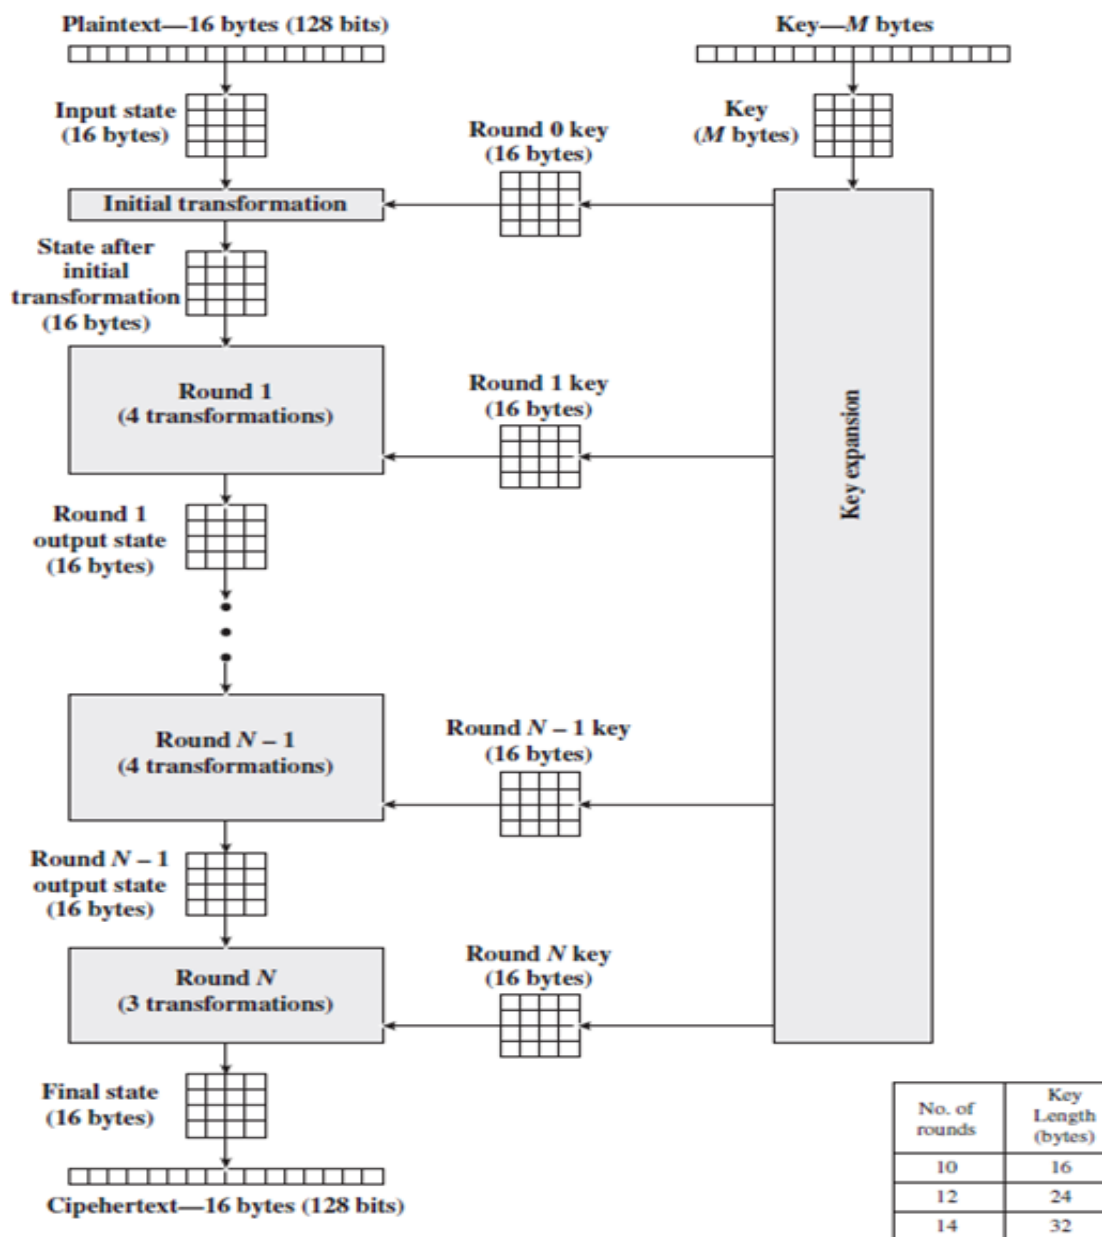 Plaintext—16 bytes (128 bits)
Key—M bytes
Input state
(16 bytes)
Key
(M bytes)
Round 0 key
(16 bytes)
Initial transformation
State after
initial
transformation
(16 bytes)
Round 1
(4 transformations)
Round 1 key
(16 bytes)
Key expansion
Round 1
output state
(16 bytes)
Round N – 1
(4 transformations)
Round N – 1 key
(16 bytes)
Round N – 1
output state
(16 bytes)
Round N
(3 transformations)
Round N key
(16 bytes)
Final state
(16 bytes)
Cipehertext—16 bytes (128 bits)
No. of
rounds
Key
Length
(bytes)
10 16
12 24
14 32